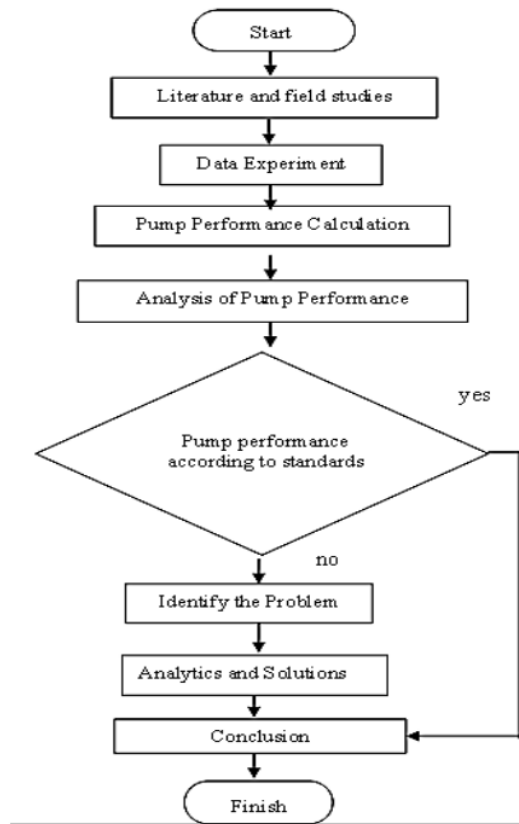 Start
Literature and field studies
Data Experiment
Pump Performance Calculation
Analysis of Pump Performance
yes
Pump performance
according to standards
no
Identify the Problem
Analytics and Solutions
Conclusion
Finish